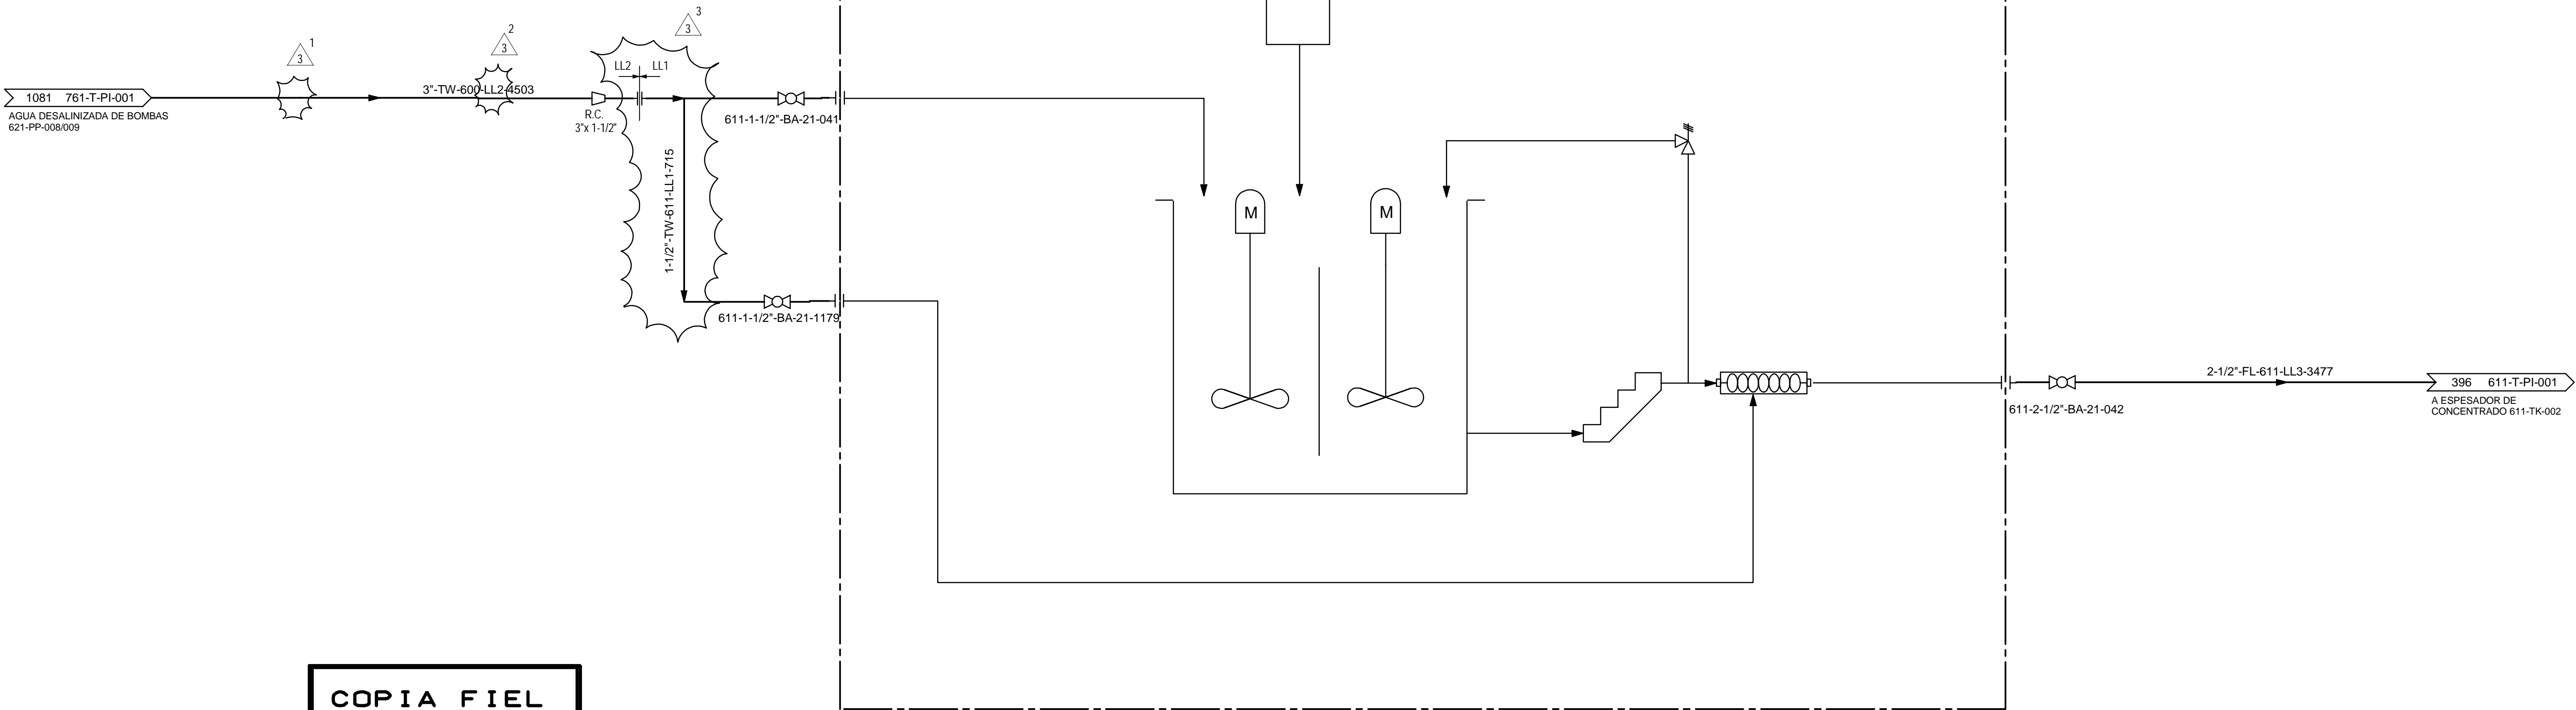 1
3
2
3
3
3
LL2 LL1
1081 761-T-PI-001
AGUA DESALINIZADA DE BOMBAS
621-PP-008/009
3"-TW-600-LL2-4503
R.C.
3"x 1-1/2"
611-1-1/2"-BA-21-041
1-1/2"-TW-611-LL1-715
611-1-1/2"-BA-21-1179
M
M
611-2-1/2"-BA-21-042
2-1/2"-FL-611-LL3-3477
396 611-T-PI-001
A ESPESADOR DE
CONCENTRADO 611-TK-002
COPIA FIEL